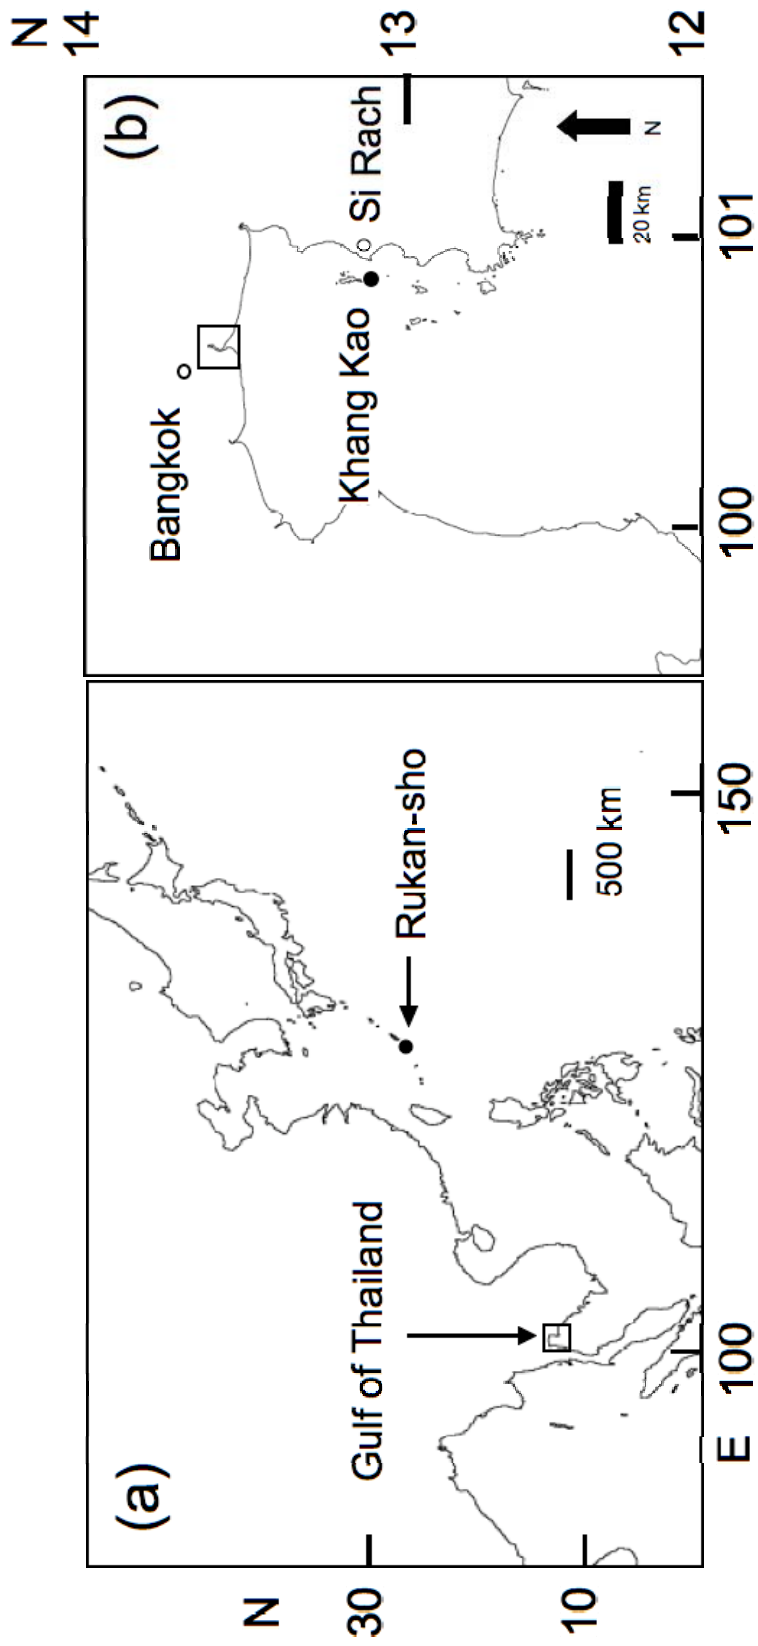 (a)
N
30
10
Gulf of Thailand
Rukan-sho
500 km
E
100
150
(b)
N
14
13
12
Bangkok
Khang Kao
Si Rach
20 km
N
100
101